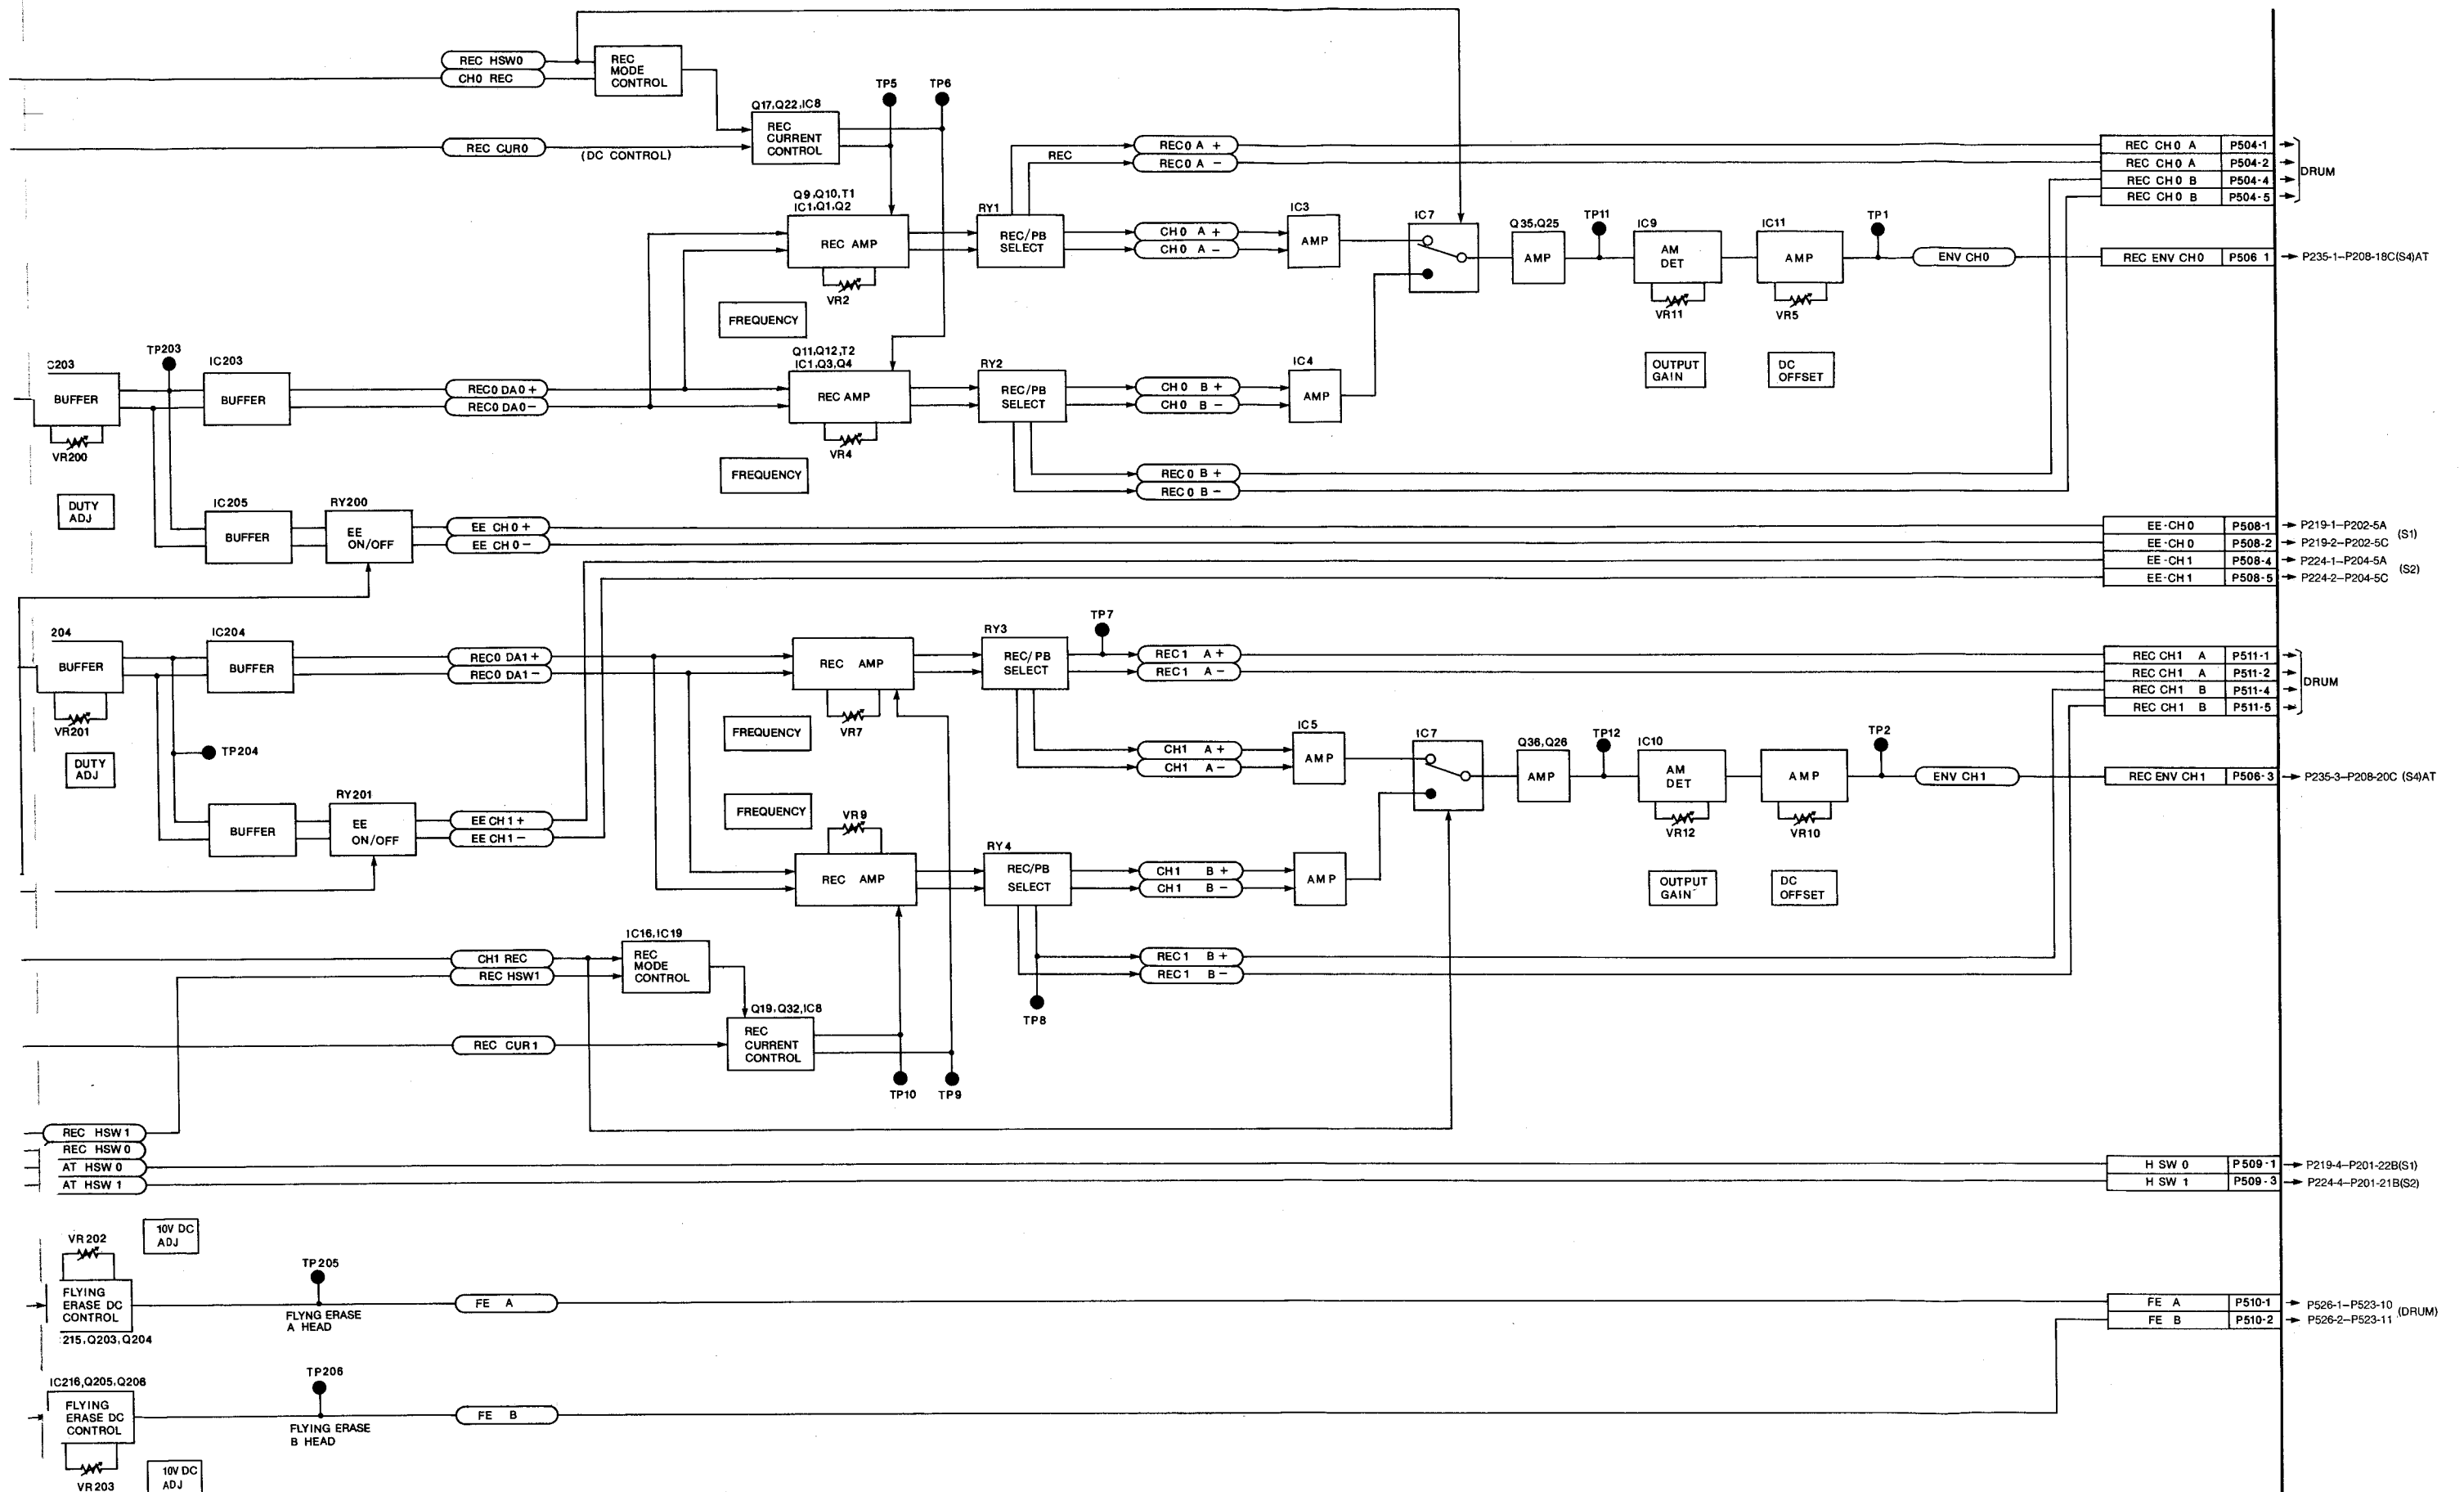 REC HSW0
CH0 REC
REC
MODE
CONTROL
TP5
TP6
Q17,Q22,IC8
REC
CURRENT
CONTROL
REC CUR0
(DC CONTROL)
REC0 A +
REC
REC0 A -
REC CH0 A P504-1
REC CH0 A P504-2
REC CH0 B P504-4
REC CH0 B P504-5
DRUM
Q9,Q10,T1
IC1,Q1,Q2
REC AMP
VR2
FREQUENCY
RY1
REC/PB
SELECT
CH0 A +
CH0 A -
IC3
AMP
IC7
Q35,Q25
AMP
TP11
IC9
AM
DET
VR11
OUTPUT
GAIN
IC11
AMP
VR5
DC
OFFSET
TP1
ENV CH0
REC ENV CH0 P506 1
P235-1-P208-18C(S4)AT
C203
BUFFER
VR200
DUTY
ADJ
TP203
IC203
BUFFER
REC0 DA0+
REC0 DA0-
Q11,Q12,T2
IC1,Q3,Q4
REC AMP
VR4
FREQUENCY
RY2
REC/PB
SELECT
CH0 B +
CH0 B -
IC4
AMP
REC0 B +
REC0 B -
IC205
BUFFER
RY200
EE
ON/OFF
EE CH0+
EE CH0-
EE-CH0 P508-1 P219-1-P202-5A
EE-CH0 P508-2 P219-2-P202-5C
(S1)
EE-CH1 P508-4 P224-1-P204-5A
EE-CH1 P508-5 P224-2-P204-5C
(S2)
204
BUFFER
VR201
DUTY
ADJ
IC204
BUFFER
TP204
REC0 DA1+
REC0 DA1-
REC AMP
VR7
FREQUENCY
RY3
REC/PB
SELECT
TP7
REC1 A +
REC1 A -
REC CH1 A P511-1
REC CH1 A P511-2
REC CH1 B P511-4
REC CH1 B P511-5
DRUM
CH1 A +
CH1 A -
IC5
AMP
IC7
Q36,Q26
AMP
TP12
IC10
AM
DET
VR12
OUTPUT
GAIN
AMP
VR10
DC
OFFSET
TP2
ENV CH1
REC ENV CH1 P506-3
P235-3-P208-20C (S4)AT
BUFFER
RY201
EE
ON/OFF
EE CH1+
EE CH1-
FREQUENCY
VR9
REC AMP
RY4
REC/PB
SELECT
CH1 B +
CH1 B -
AMP
CH1 REC
REC HSW1
IC16,IC19
REC
MODE
CONTROL
REC1 B +
REC1 B -
TP8
REC CUR1
Q19,Q32,IC8
REC
CURRENT
CONTROL
TP10
TP9
REC HSW1
REC HSW0
AT HSW0
AT HSW1
H SW 0 P509-1 P219-4-P201-22B(S1)
H SW 1 P509-3 P224-4-P201-21B(S2)
VR202
10V DC
ADJ
FLYING
ERASE DC
CONTROL
215,Q203,Q204
TP205
FLYNG ERASE
A HEAD
FE A
FE A P510-1 P526-1-P523-10
FE B P510-2 P526-2-P523-11
(DRUM)
IC216,Q205,Q206
FLYING
ERASE DC
CONTROL
VR203
10V DC
ADJ
TP206
FLYING ERASE
B HEAD
FE B